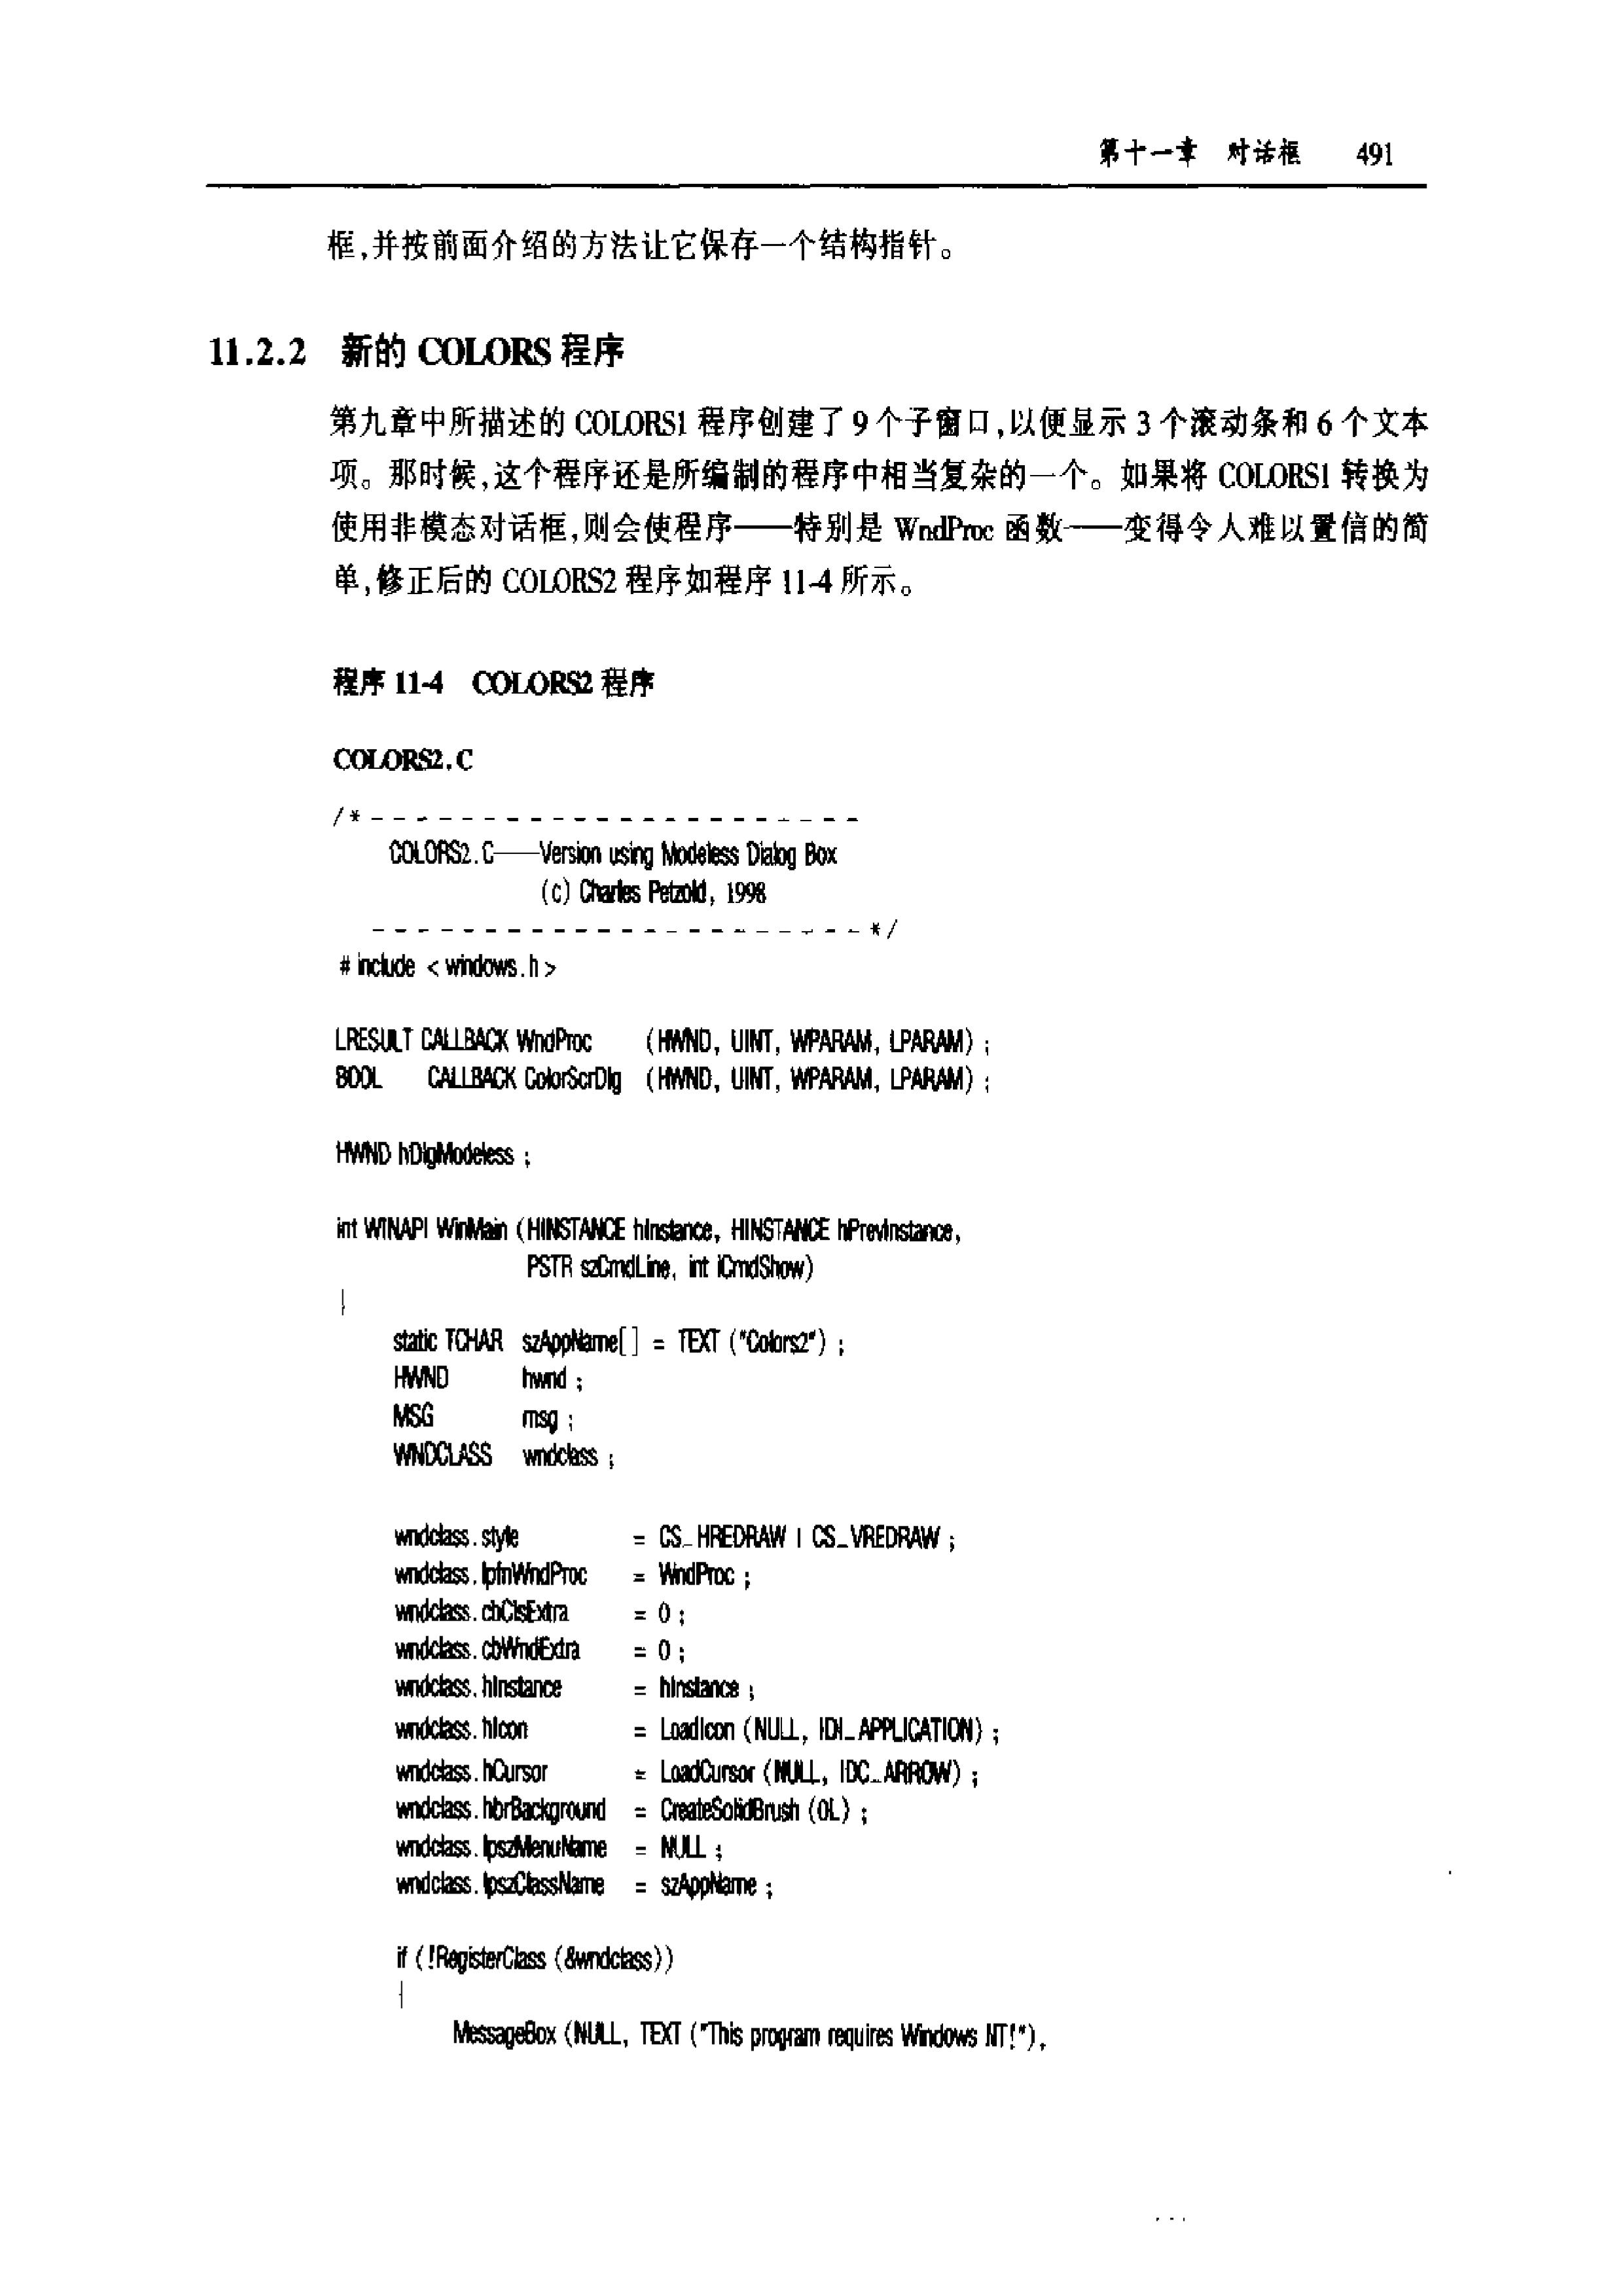 第十一章 对话框 491
框,并按前面介绍的方法让它保存一个结构指针。
11.2.2 新的 COLORS 程序
第九章中所描述的 COLORS1 程序创建了 9 个子窗口,以便显示 3 个滚动条和 6 个文本
项。那时候,这个程序还是所编制的程序中相当复杂的一个。如果将 COLORS1 转换为
使用非模态对话框,则会使程序——特别是 WndProc 函数——变得令人难以置信的简
单,修正后的 COLORS2 程序如程序 11-4 所示。
程序 11-4 COLORS2 程序
COLORS2.C
/*- - - - - - - - - - - - - - - - - - - - - -
COLORS2.C——Version using Modeless Dialog Box
(c) Charles Petzold, 1998
- - - - - - - - - - - - - - - - - - - - - -*/
# include <windows.h>
LRESULT CALLBACK WndProc (HWND, UINT, WPARAM, LPARAM) ;
BOOL CALLBACK ColorScrDlg (HWND, UINT, WPARAM, LPARAM) ;
HWND hDlgModeless ;
int WINAPI WinMain (HINSTANCE hInstance, HINSTANCE hPrevInstance,
PSTR szCmdLine, int iCmdShow)
{
static TCHAR szAppName[] = TEXT ("Colors2") ;
HWND hwnd ;
MSG msg ;
WNDCLASS wndclass ;
wndclass.style = CS_HREDRAW | CS_VREDRAW ;
wndclass.lpfnWndProc = WndProc ;
wndclass.cbClsExtra = 0 ;
wndclass.cbWndExtra = 0 ;
wndclass.hInstance = hInstance ;
wndclass.hIcon = LoadIcon (NULL, IDI_APPLICATION) ;
wndclass.hCursor = LoadCursor (NULL, IDC_ARROW) ;
wndclass.hbrBackground = CreateSolidBrush (0L) ;
wndclass.lpszMenuName = NULL ;
wndclass.lpszClassName = szAppName ;
if (!RegisterClass (&wndclass))
{
MessageBox (NULL, TEXT ("This program requires Windows NT!"),